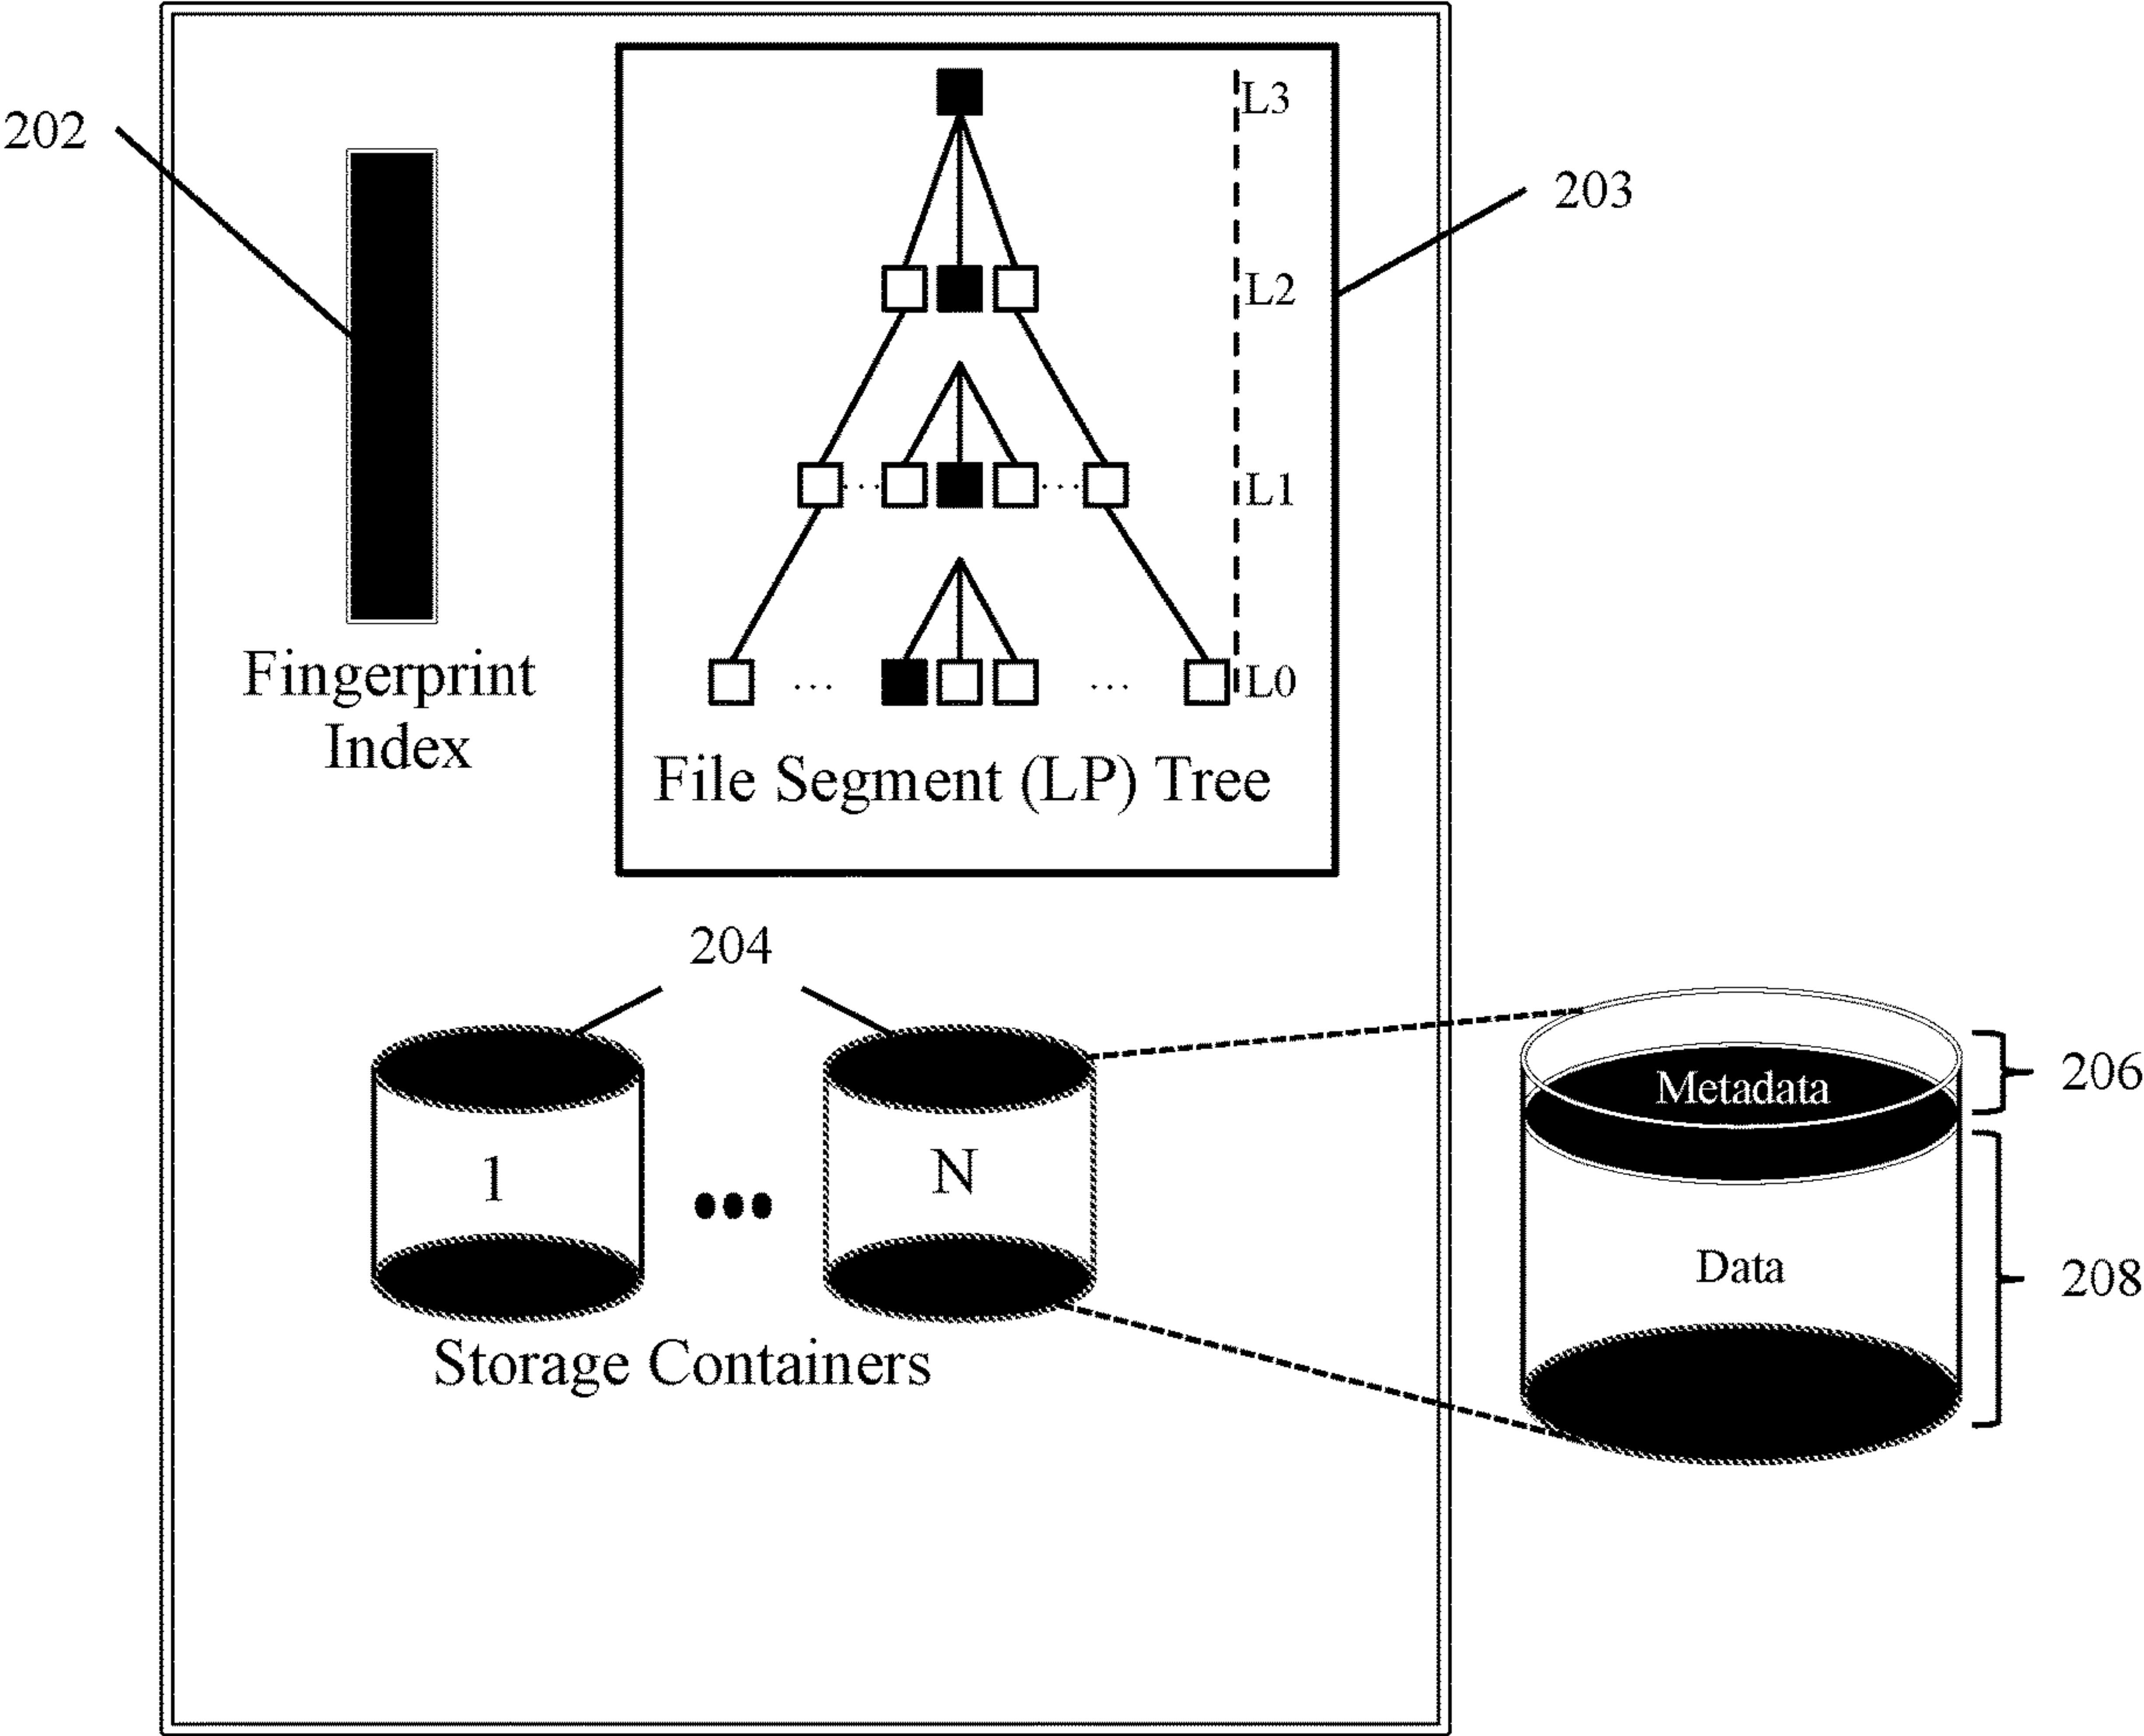 L3
202
203
L2
L1
L0
Fingerprint
Index
File Segment (LP) Tree
204
Metadata
206
1
N
Data
208
Storage Containers